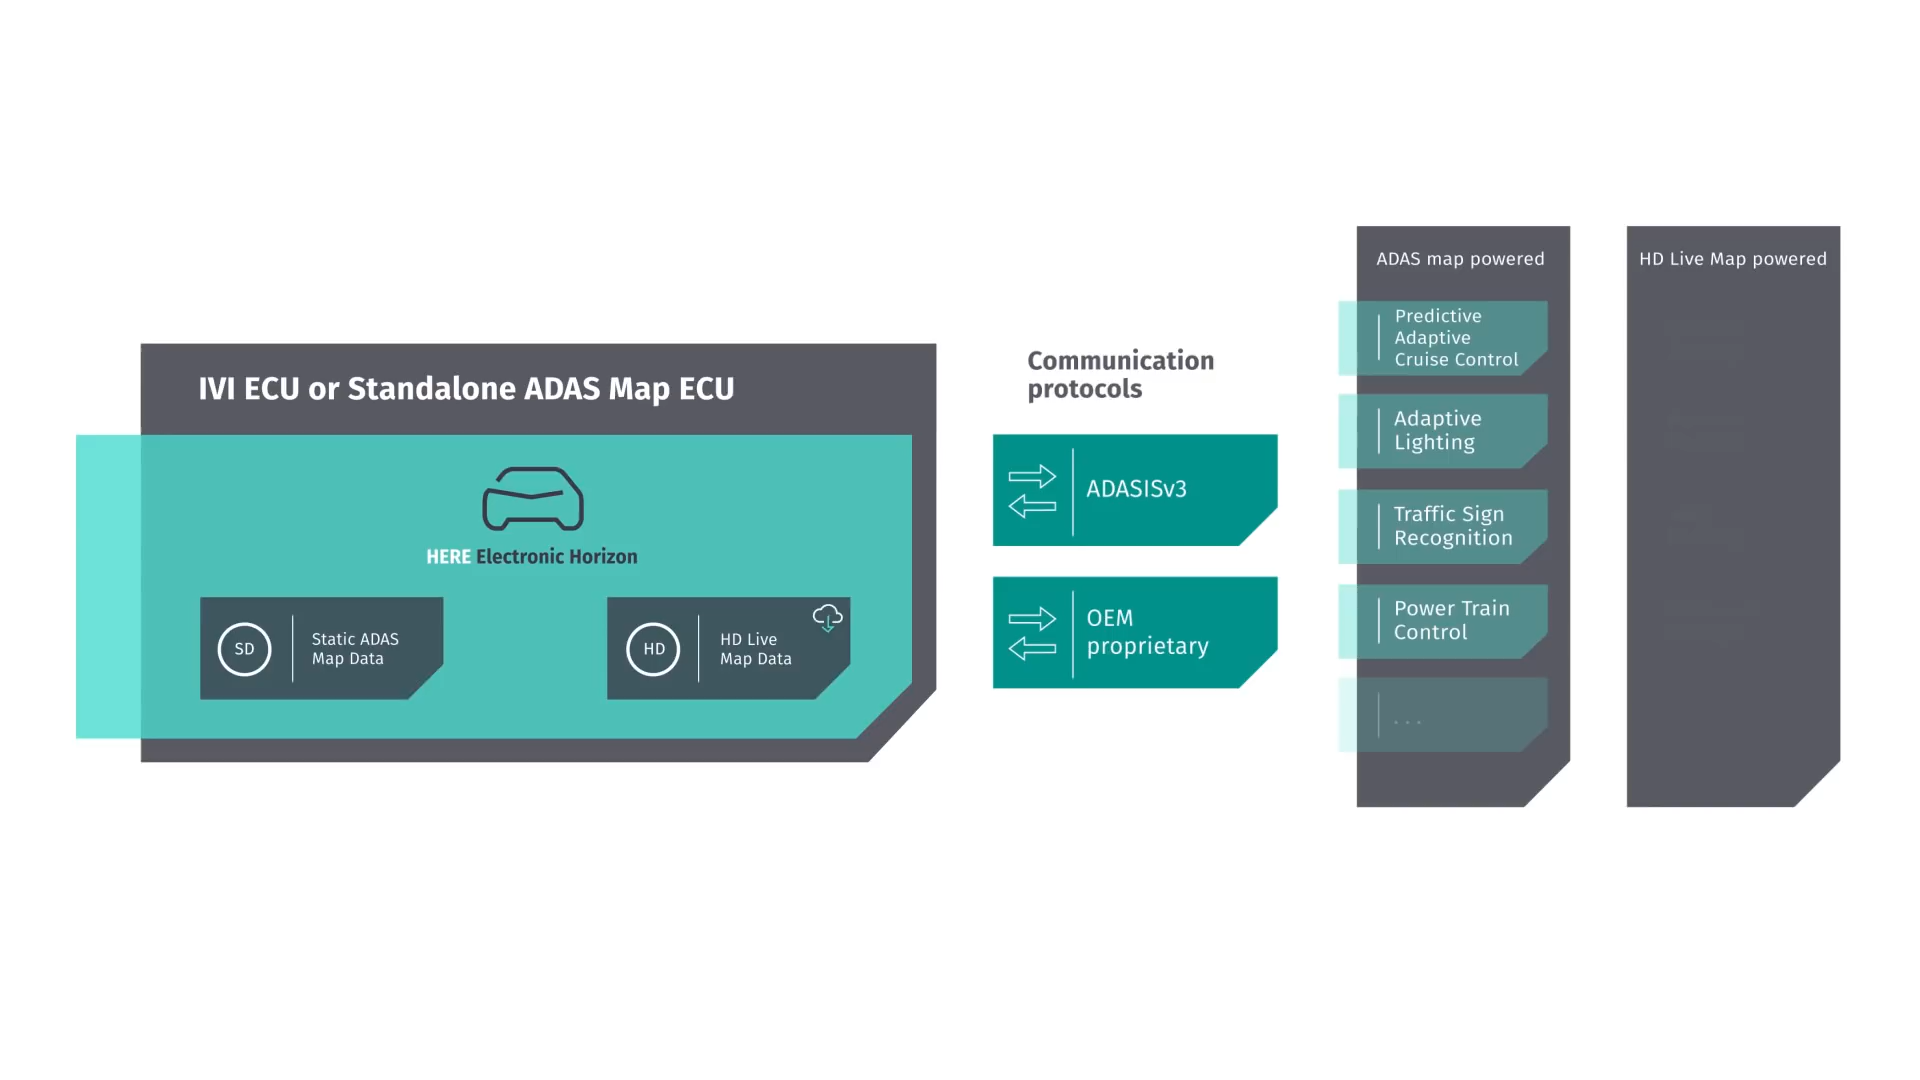 IVI ECU or Standalone ADAS Map ECU
HERE Electronic Horizon
SD
Static ADAS
Map Data
HD
HD Live
Map Data
Communication
protocols
ADASISv3
OEM
proprietary
ADAS map powered
Predictive
Adaptive
Cruise Control
Adaptive
Lighting
Traffic Sign
Recognition
Power Train
Control
...
HD Live Map powered